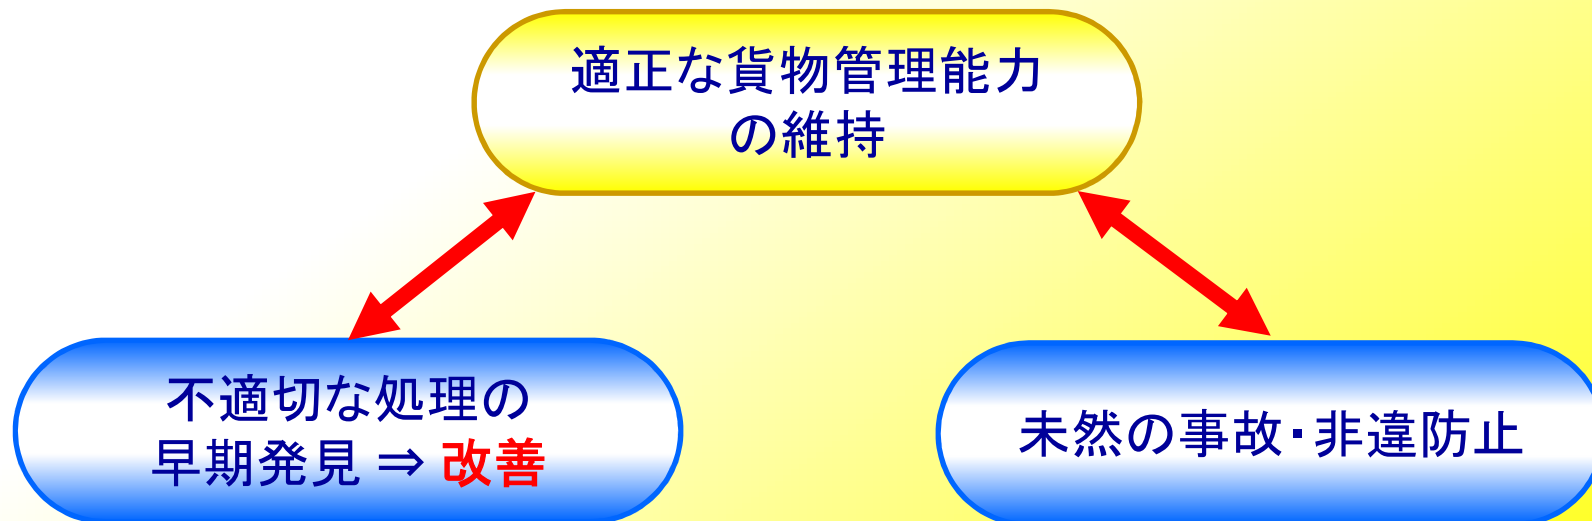 適正な貨物管理能力
の維持
不適切な処理の
早期発見 ⇒ 改善
未然の事故・非違防止